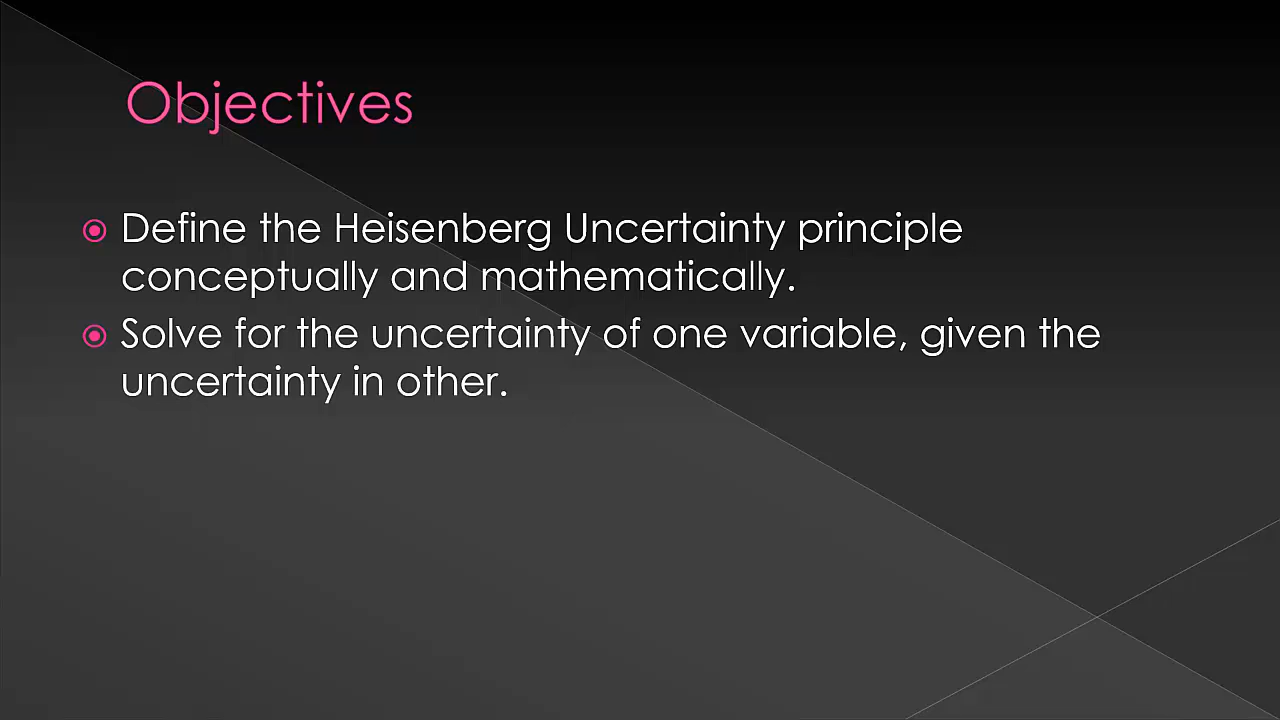 Objectives
Define the Heisenberg Uncertainty principle
conceptually and mathematically.
Solve for the uncertainty of one variable, given the
uncertainty in other.